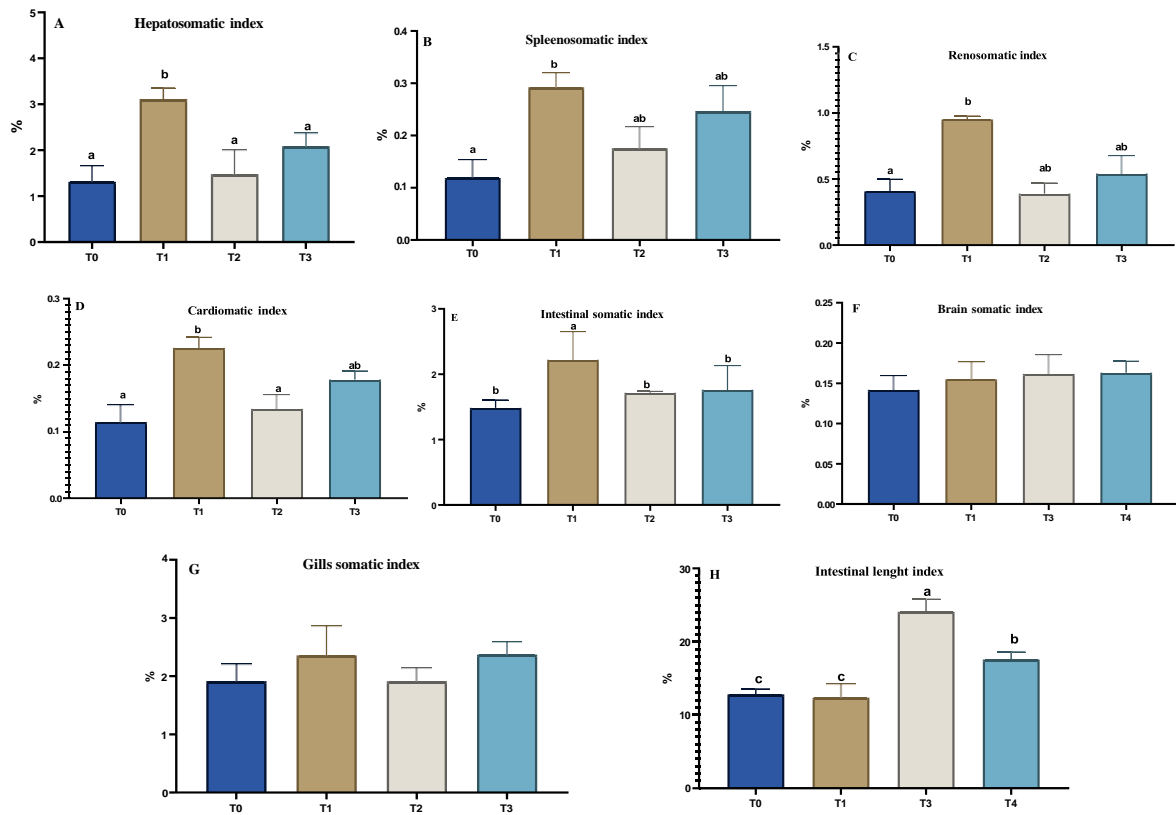 A Hepatosomatic index
%
5
4
3
2
1
0
a b a a
T0 T1 T2 T3
B Spleenosomatic index
%
0.4
0.3
0.2
0.1
0.0
a b ab ab
T0 T1 T2 T3
C Renosomatic index
%
1.5
1.0
0.5
0.0
a b ab ab
T0 T1 T2 T3
D Cardiomatic index
%
0.3
0.2
0.1
0.0
a b a ab
T0 T1 T2 T3
E Intestinal somatic index
%
3
2
1
0
b a b b
T0 T1 T2 T3
F Brain somatic index
%
0.25
0.20
0.15
0.10
0.05
0.00
T0 T1 T3 T4
G Gills somatic index
%
4
3
2
1
0
T0 T1 T2 T3
H Intestinal lenght index
%
30
20
10
0
c c a b
T0 T1 T3 T4